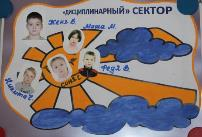 «ДИСЦИПЛИНАРНЫЙ» СЕКТОР
Женя В.
Маша М.
Федя В.
Никита Г.